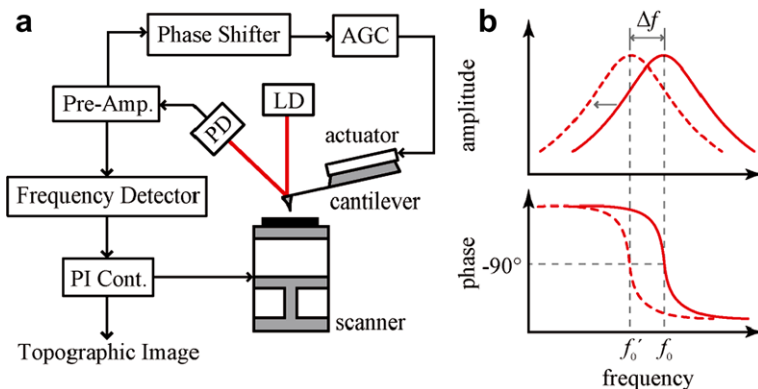 a
Phase Shifter
AGC
Pre-Amp.
PD
LD
actuator
cantilever
Frequency Detector
PI Cont.
scanner
Topographic Image
b
Δf
amplitude
phase
-90°
f₀′
f₀
frequency